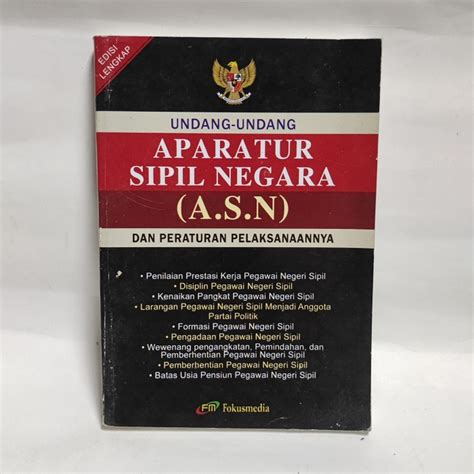 EDISI
LENGKAP
UNDANG-UNDANG
APARATUR
SIPIL NEGARA
(A.S.N)
DAN PERATURAN PELAKSANAANNYA
• Penilaian Prestasi Kerja Pegawai Negeri Sipil
• Disiplin Pegawai Negeri Sipil
• Kenaikan Pangkat Pegawai Negeri Sipil
• Larangan Pegawai Negeri Sipil Menjadi Anggota
Partai Politik
• Formasi Pegawai Negeri Sipil
• Pengadaan Pegawai Negeri Sipil
• Wewenang pengangkatan, Pemindahan, dan
Pemberhentian Pegawai Negeri Sipil
• Pemberhentian Pegawai Negeri Sipil
• Batas Usia Pensiun Pegawai Negeri Sipil
FM Fokusmedia